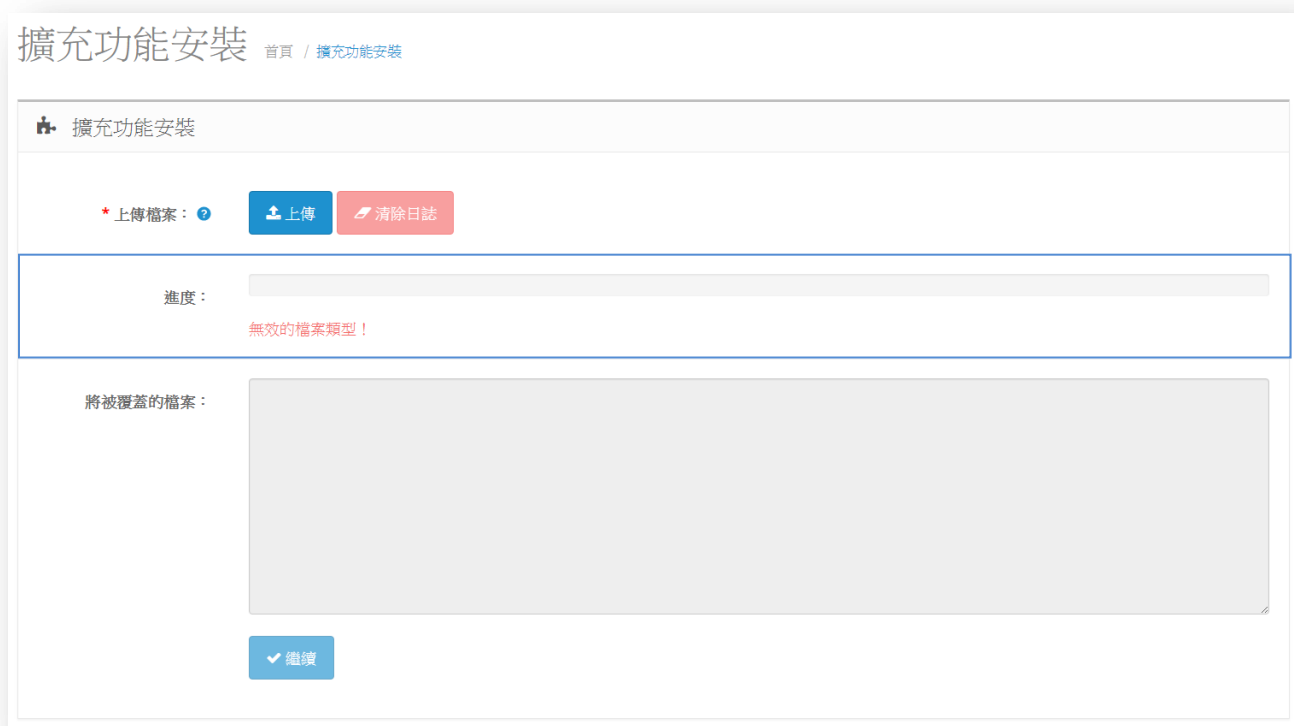 擴充功能安裝 首頁 / 擴充功能安裝
擴充功能安裝
* 上傳檔案： ? 上傳 清除日誌
進度：
無效的檔案類型！
將被覆蓋的檔案：
繼續